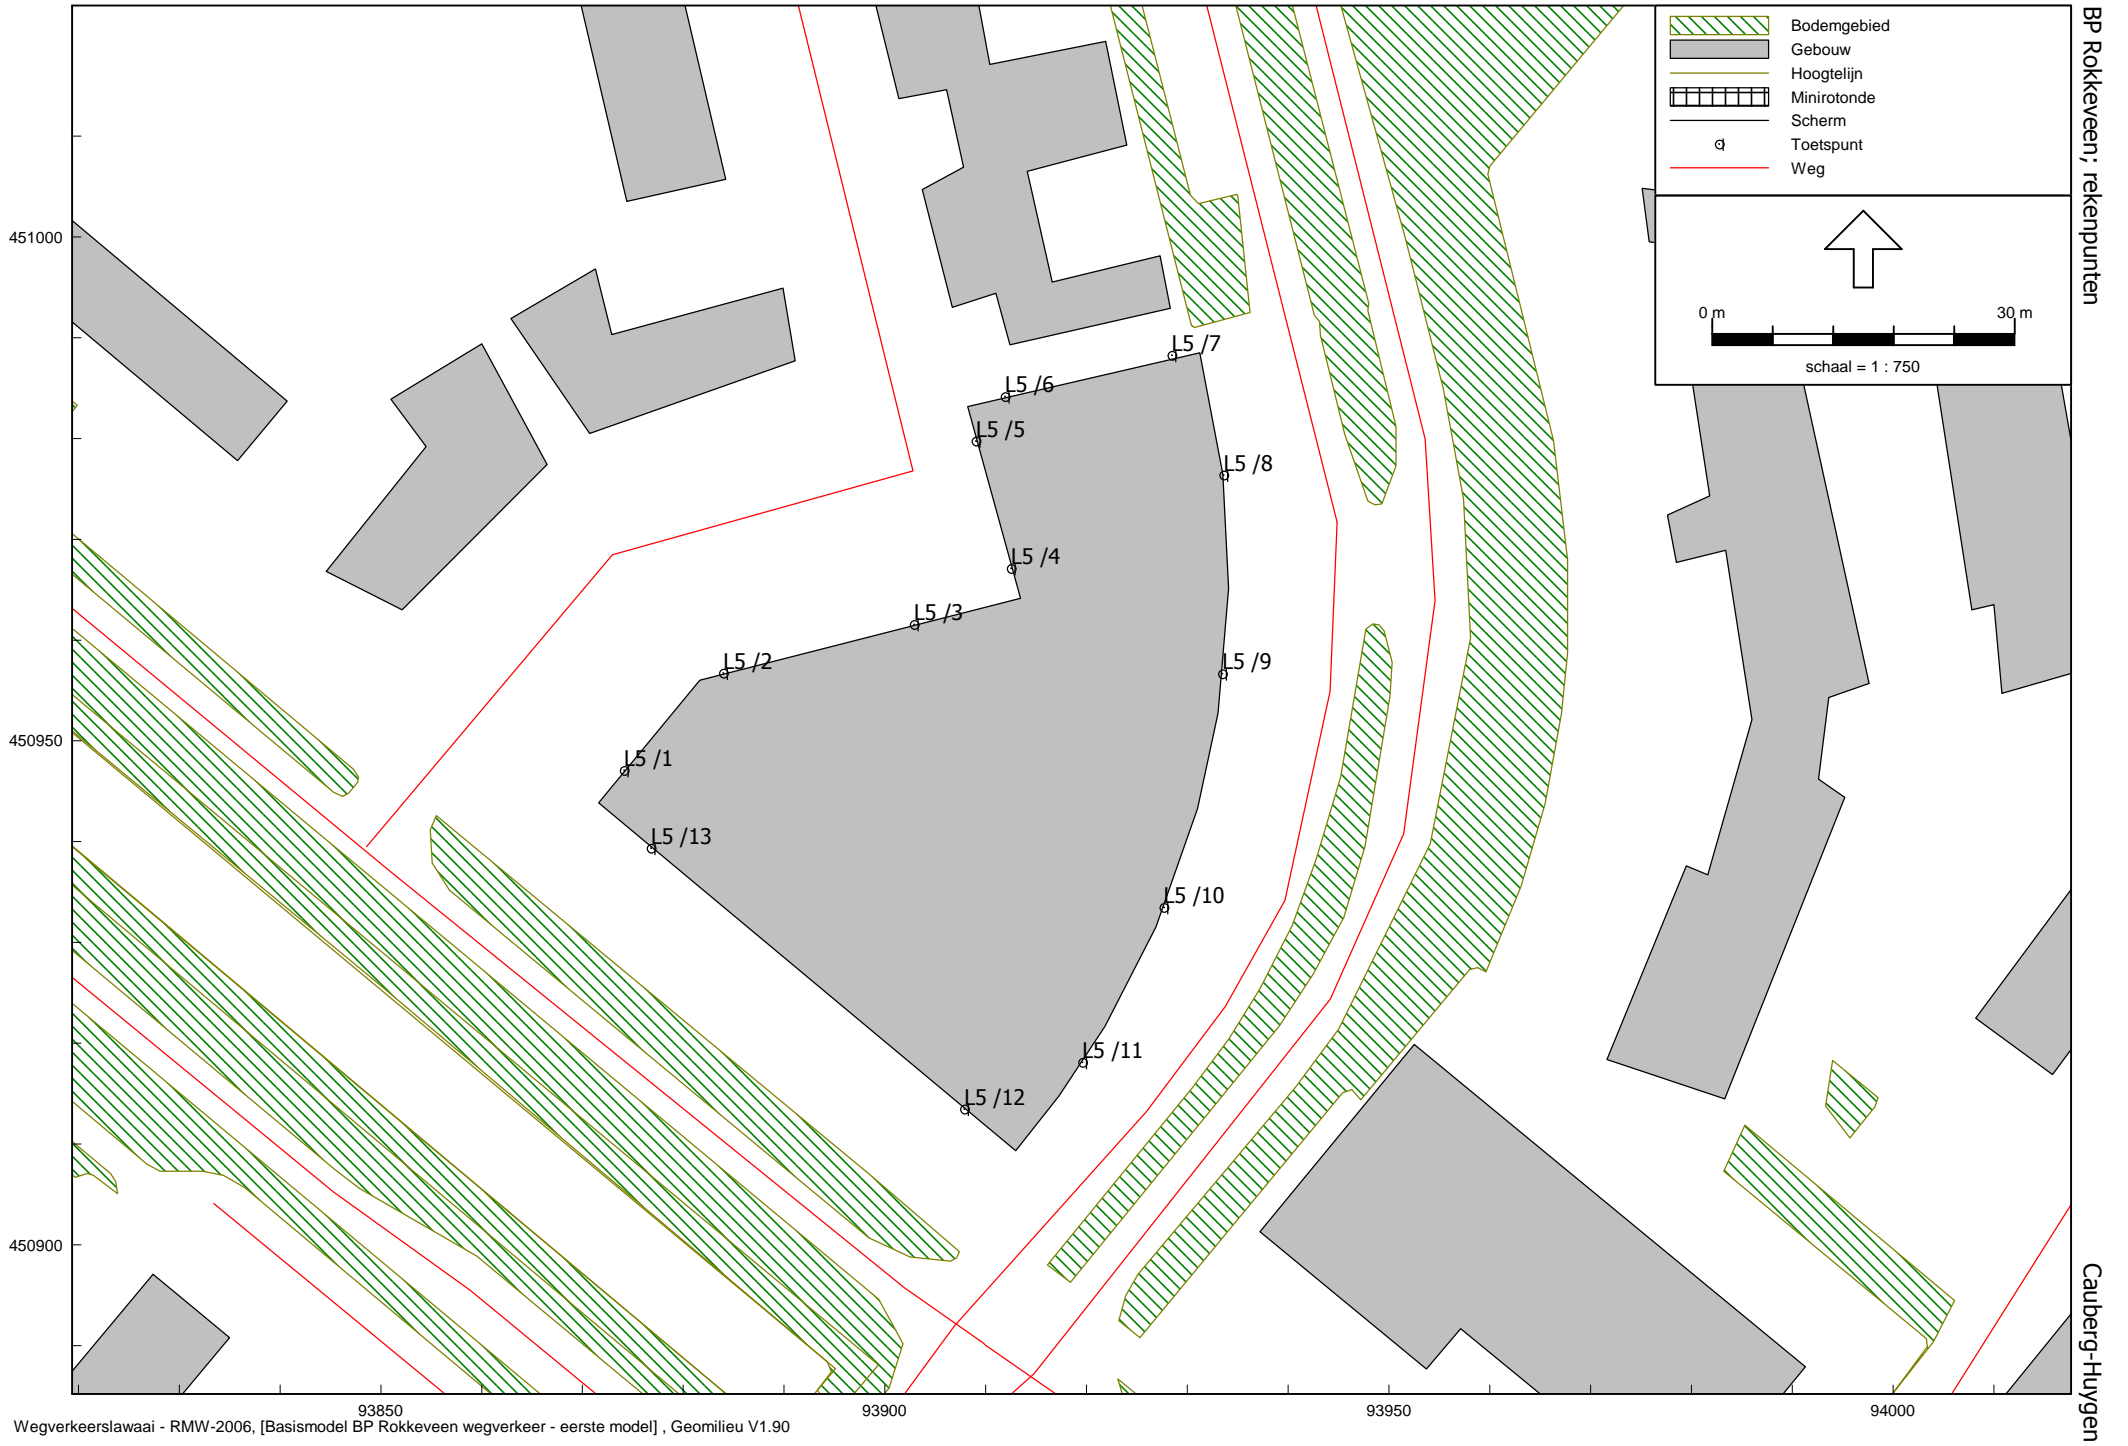 BP Rokkeveen; rekenpunten
Bodemgebied
Gebouw
Hoogtelijn
Minirotonde
Scherm
Toetspunt
Weg
0 m
30 m
schaal = 1 : 750
451000
450950
450900
L5 /7
L5 /6
L5 /5
L5 /8
L5 /4
L5 /3
L5 /2
L5 /9
L5 /1
L5 /13
L5 /10
L5 /11
L5 /12
93850
93900
93950
94000
Wegverkeerslawaai - RMW-2006, [Basismodel BP Rokkeveen wegverkeer - eerste model] , Geomilieu V1.90
Cauberg-Huygen